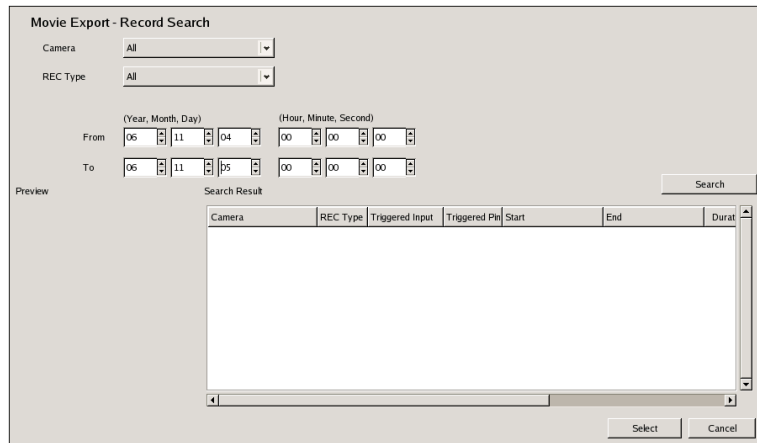 Movie Export - Record Search
Camera All
REC Type All
(Year, Month, Day) (Hour, Minute, Second)
From 06 11 04 00 00 00
To 06 11 05 00 00 00
Search
Preview Search Result
Camera REC Type Triggered Input Triggered Pin Start End Durat
Select Cancel